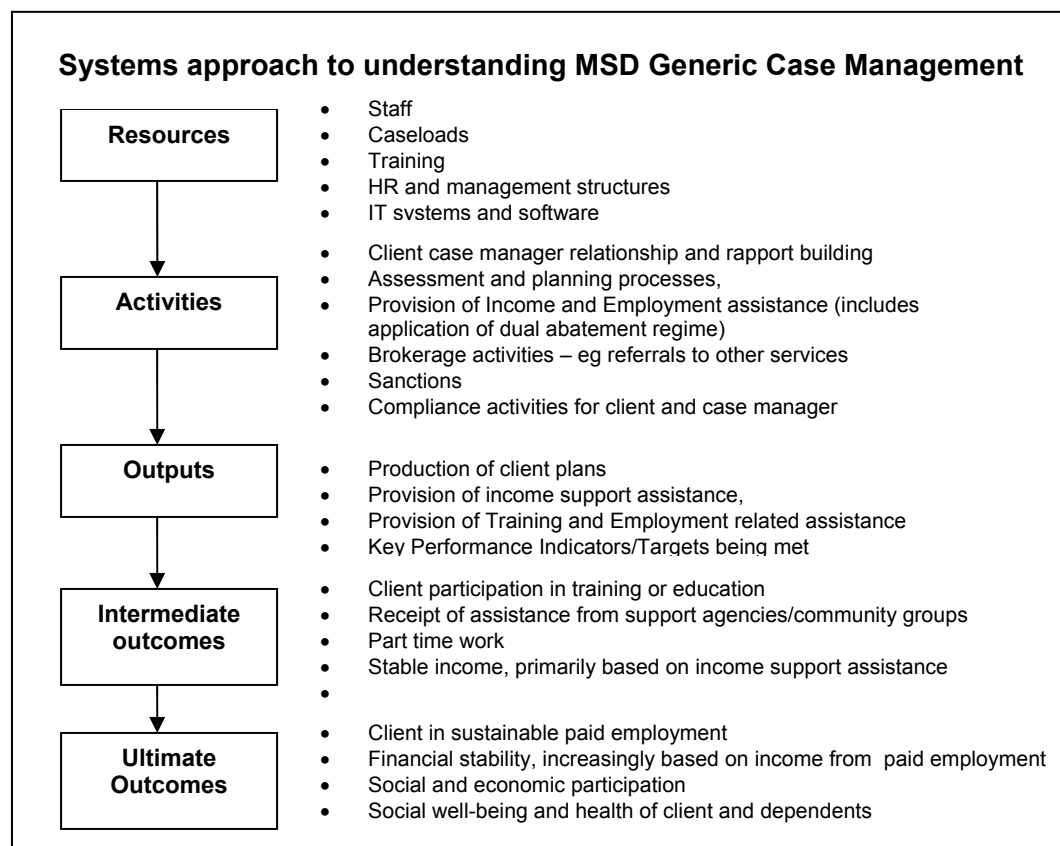 Systems approach to understanding MSD Generic Case Management
Resources
• Staff
• Caseloads
• Training
• HR and management structures
• IT systems and software
Activities
• Client case manager relationship and rapport building
• Assessment and planning processes,
• Provision of Income and Employment assistance (includes
application of dual abatement regime)
• Brokerage activities – eg referrals to other services
• Sanctions
• Compliance activities for client and case manager
Outputs
• Production of client plans
• Provision of income support assistance,
• Provision of Training and Employment related assistance
• Key Performance Indicators/Targets being met
Intermediate
outcomes
• Client participation in training or education
• Receipt of assistance from support agencies/community groups
• Part time work
• Stable income, primarily based on income support assistance
•
Ultimate
Outcomes
• Client in sustainable paid employment
• Financial stability, increasingly based on income from paid employment
• Social and economic participation
• Social well-being and health of client and dependents